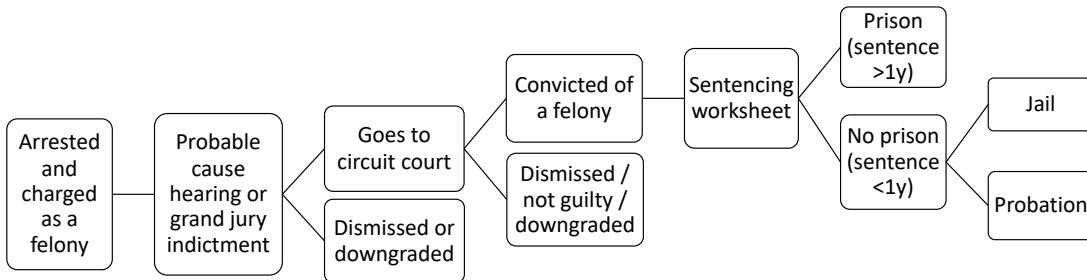 Arrested
and
charged
as a
felony
Probable
cause
hearing or
grand jury
indictment
Goes to
circuit court
Dismissed or
downgraded
Convicted of
a felony
Dismissed /
not guilty /
downgraded
Sentencing
worksheet
Prison
(sentence
>1y)
No prison
(sentence
<1y)
Jail
Probation